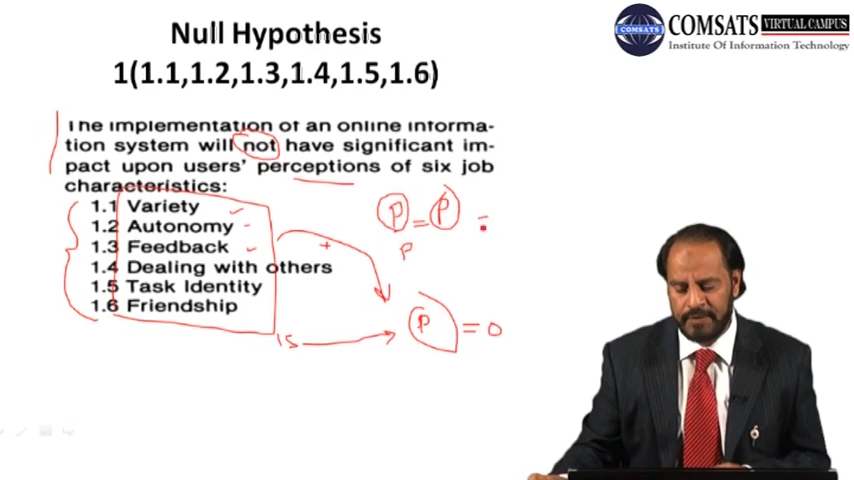 Null Hypothesis
1(1.1,1.2,1.3,1.4,1.5,1.6)
COMSATS
COMSATS VIRTUAL CAMPUS
Institute Of Information Technology
The implementation of an online informa-
tion system will not have significant im-
pact upon users' perceptions of six job
characteristics:
1.1 Variety
1.2 Autonomy
1.3 Feedback
1.4 Dealing with others
1.5 Task Identity
1.6 Friendship
P = P =
P
+
P = 0
15